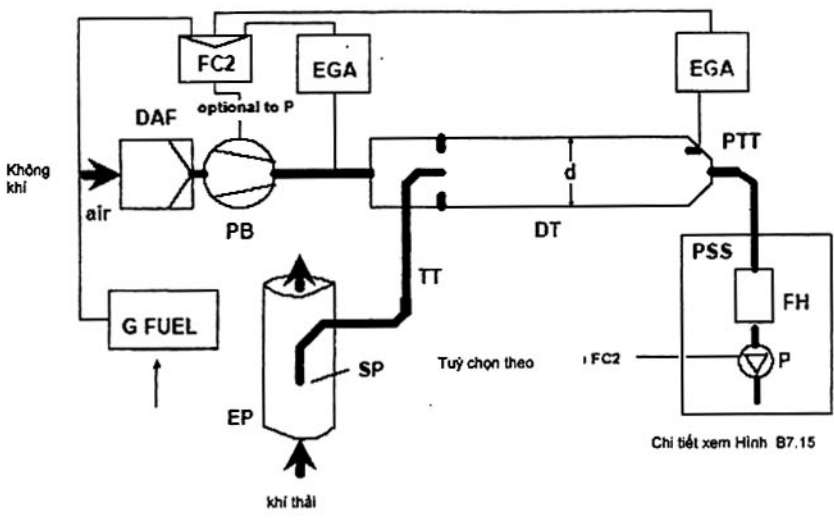 FC2
EGA
EGA
optional to P
DAF
PTT
Không
khí
air
d
PB
DT
PSS
TT
FH
G FUEL
SP
Tuỳ chọn theo
FC2
P
EP
Chi tiết xem Hình B7.15
khí thải